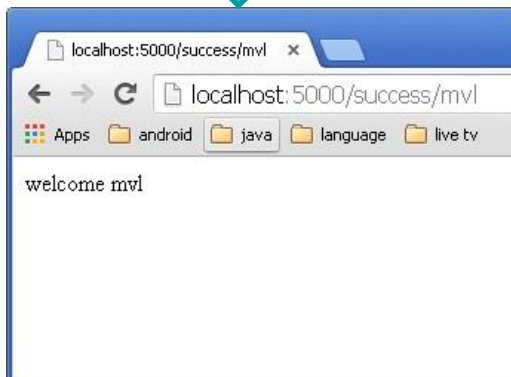 localhost:5000/success/mvl
localhost:5000/success/mvl
Apps android java language live tv
welcome mvl